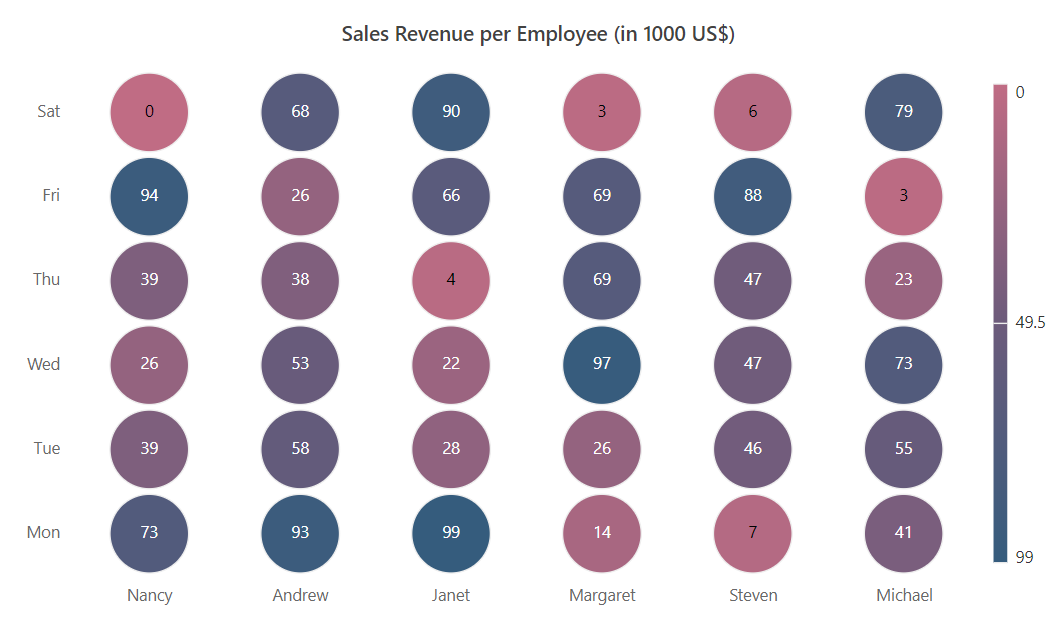 Sales Revenue per Employee (in 1000 US$)
Sat 0 68 90 3 6 79 0
Fri 94 26 66 69 88 3
Thu 39 38 4 69 47 23
49.5
Wed 26 53 22 97 47 73
Tue 39 58 28 26 46 55
Mon 73 93 99 14 7 41
99
Nancy Andrew Janet Margaret Steven Michael